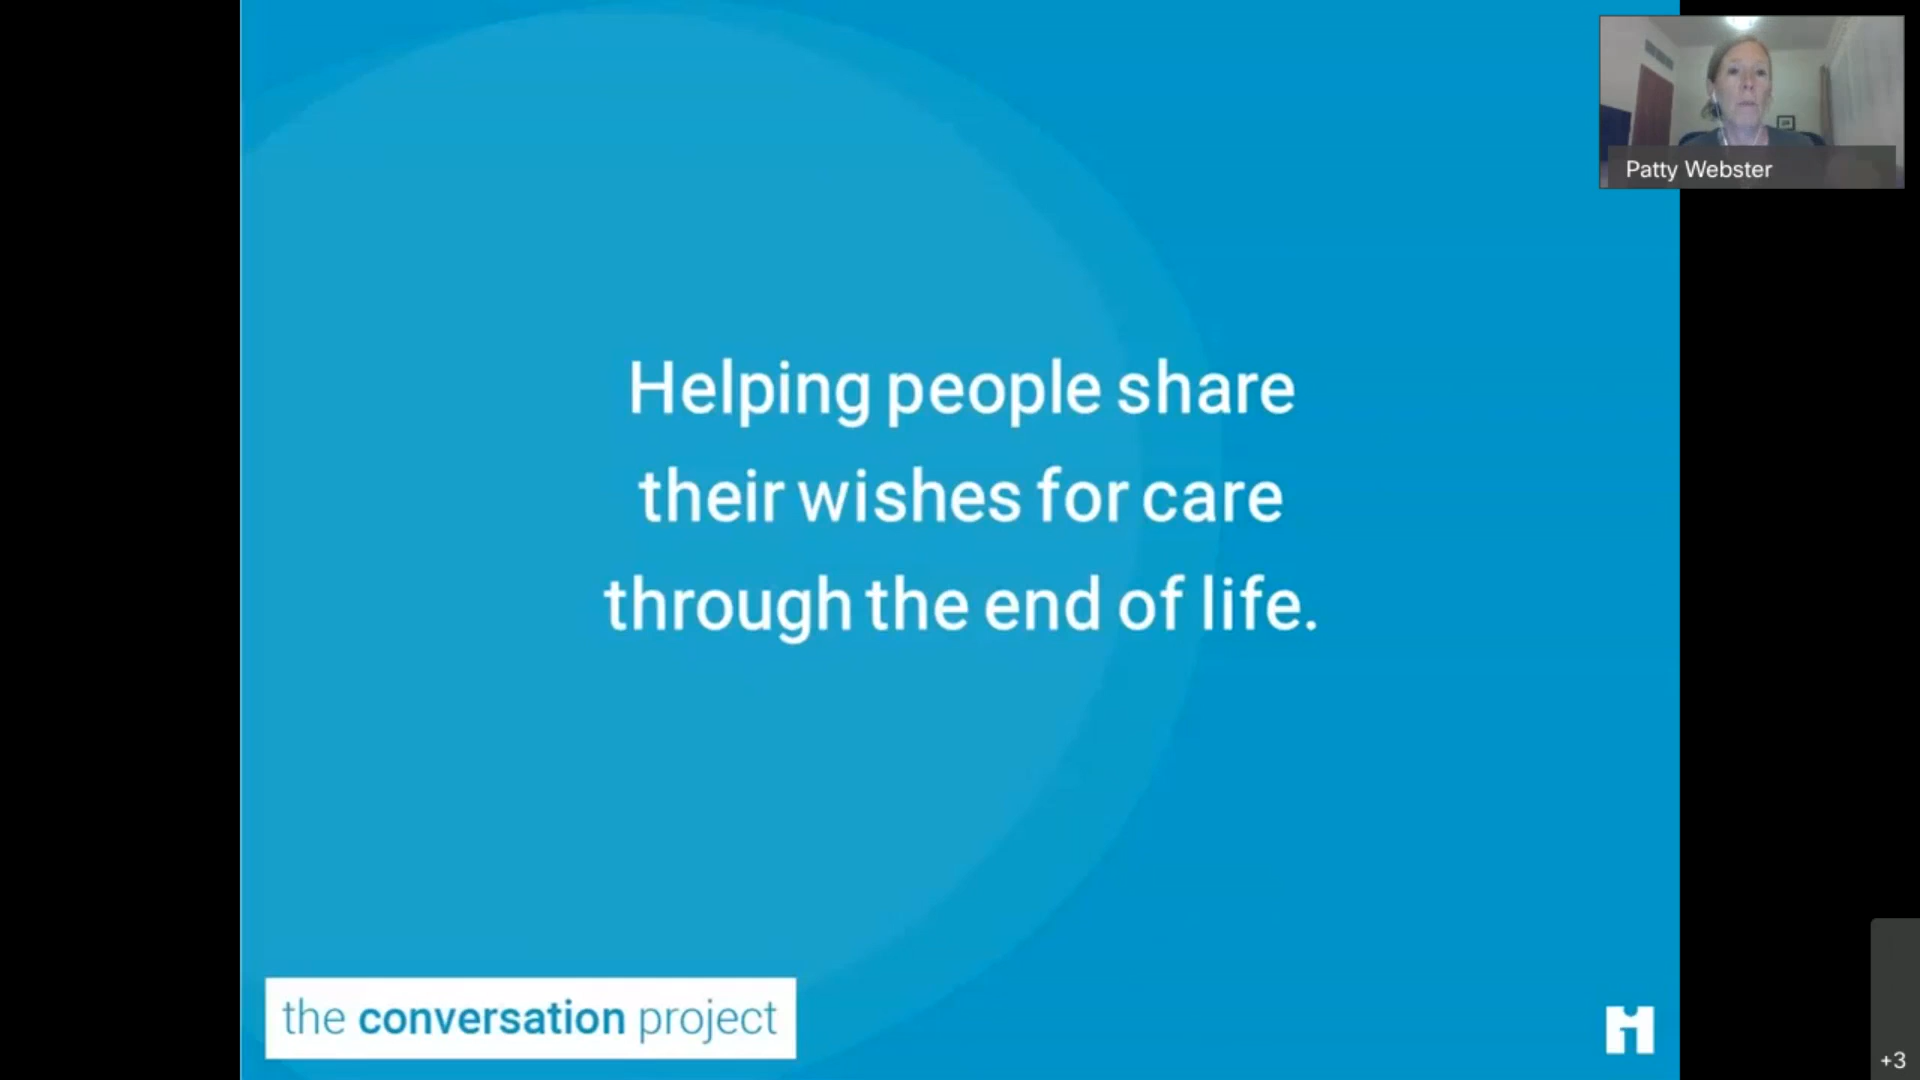 Patty Webster
Helping people share
their wishes for care
through the end of life.
the conversation project
+3